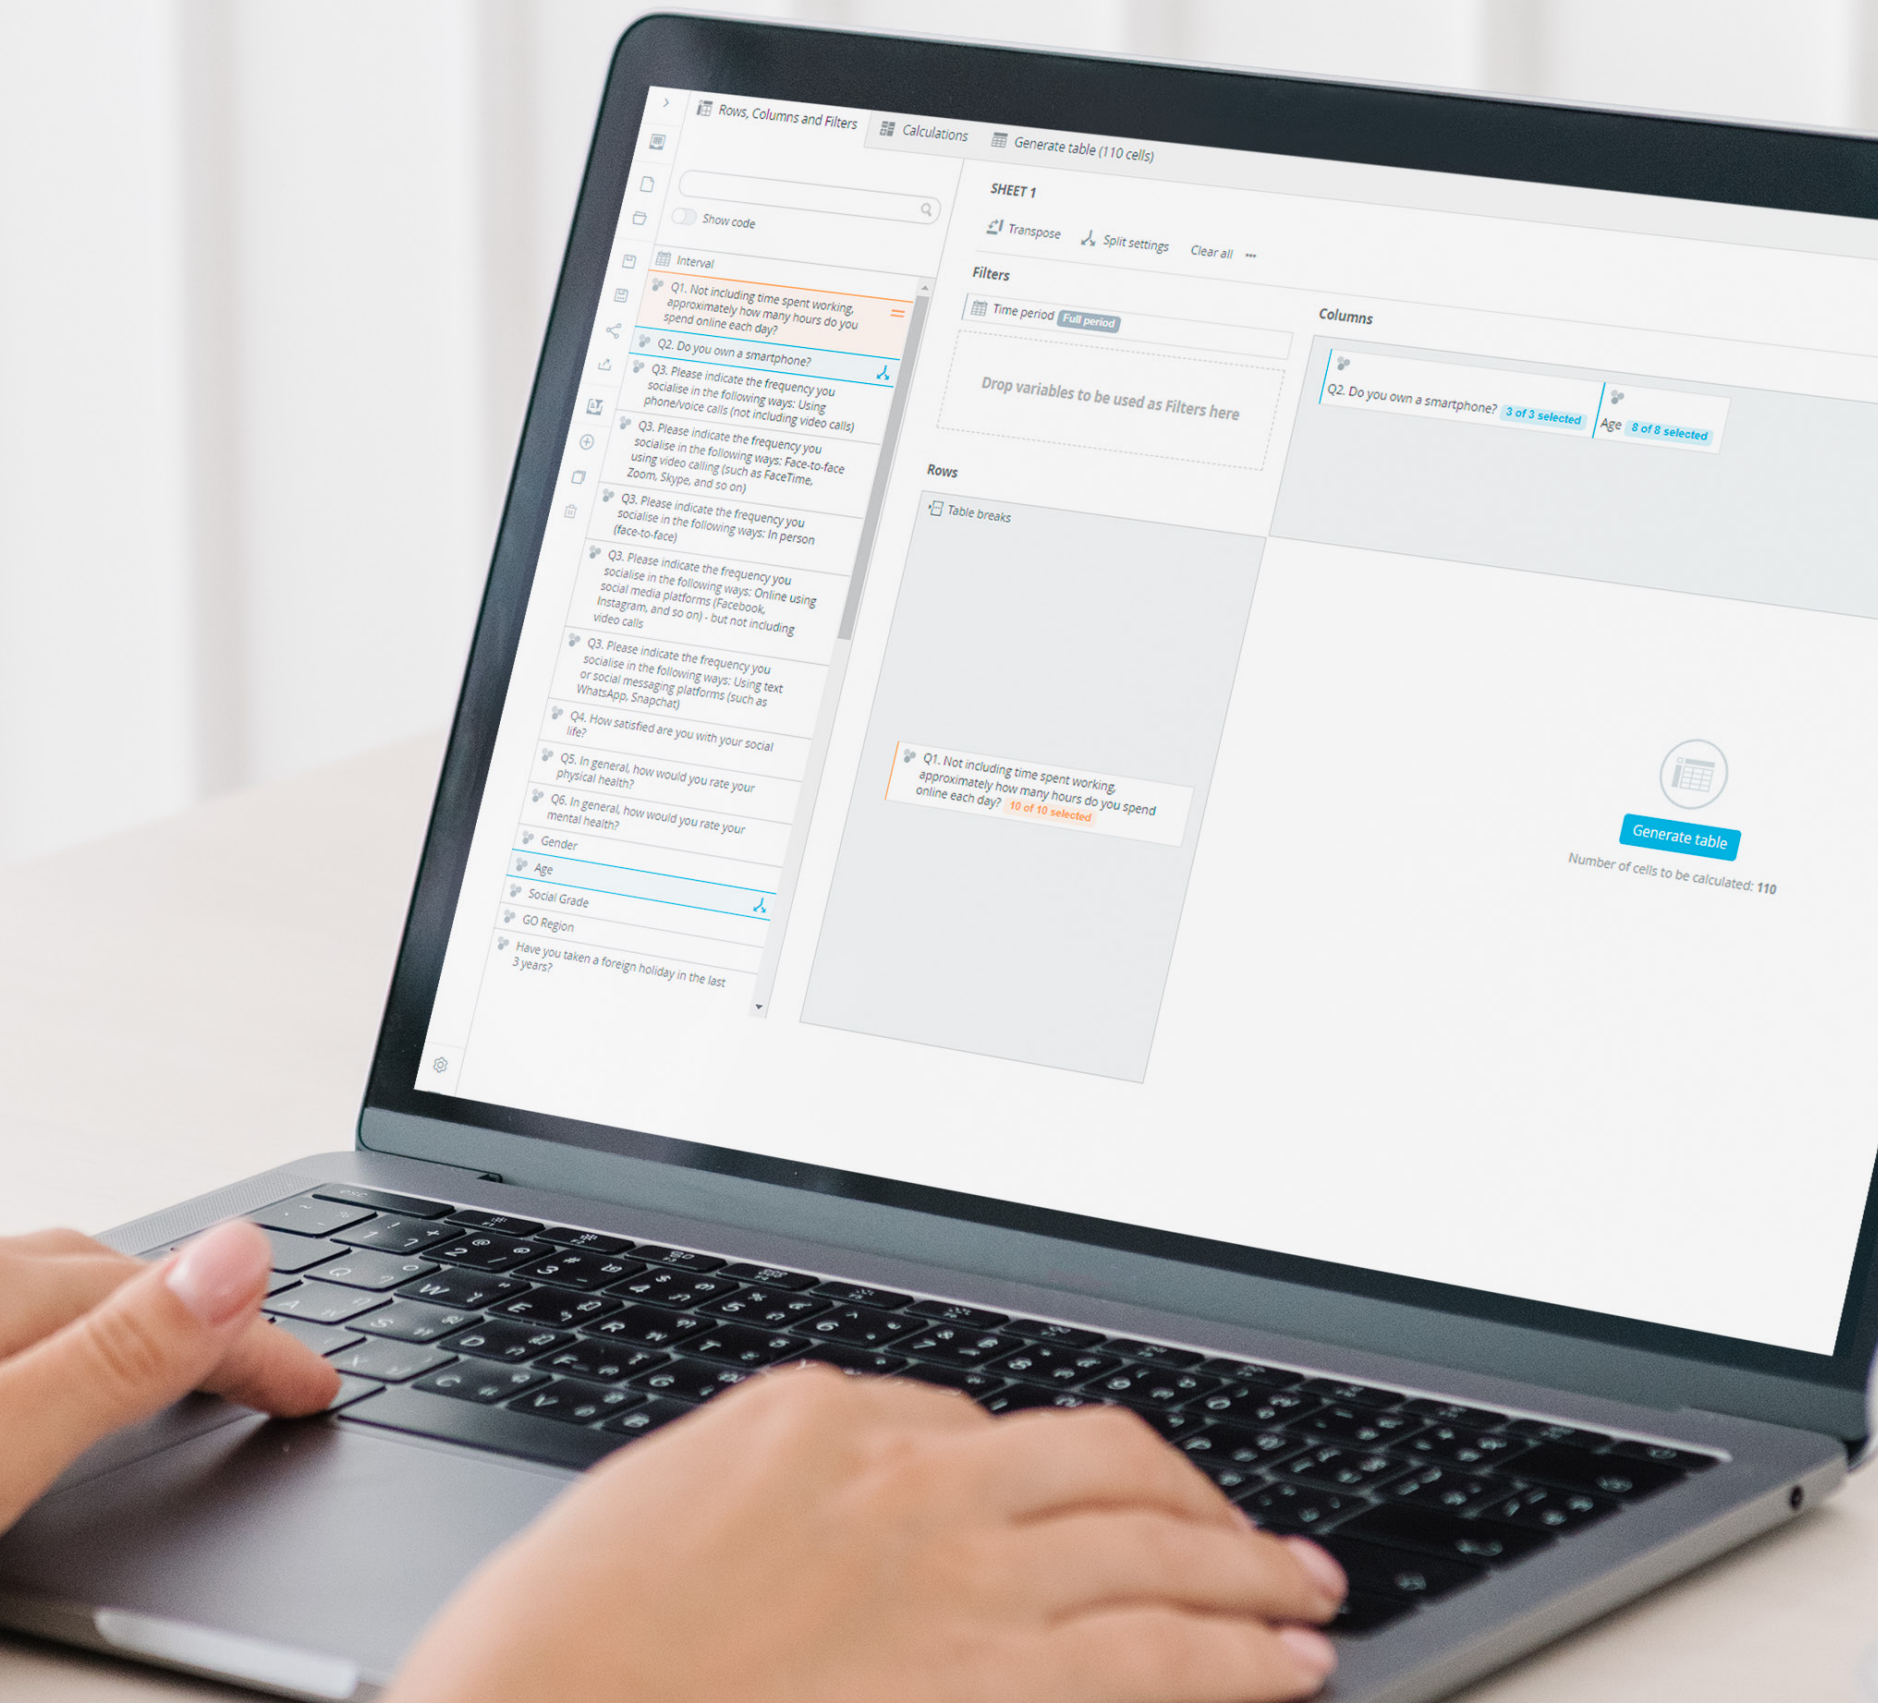 Rows, Columns and Filters
Calculations
Generate table (110 cells)
Show code
Interval
Q1. Not including time spent working,
approximately how many hours do you
spend online each day?
Q2. Do you own a smartphone?
Q3. Please indicate the frequency you
socialise in the following ways: Using
phone/voice calls (not including video calls)
Q3. Please indicate the frequency you
socialise in the following ways: Face-to-face
using video calling (such as FaceTime,
Zoom, Skype, and so on)
Q3. Please indicate the frequency you
socialise in the following ways: In person
(face-to-face)
Q3. Please indicate the frequency you
socialise in the following ways: Online using
social media platforms (Facebook,
Instagram, and so on) - but not including
video calls
Q3. Please indicate the frequency you
socialise in the following ways: Using text
or social messaging platforms (such as
WhatsApp, Snapchat)
Q4. How satisfied are you with your social
life?
Q5. In general, how would you rate your
physical health?
Q6. In general, how would you rate your
mental health?
Gender
Age
Social Grade
GO Region
Have you taken a foreign holiday in the last
3 years?
SHEET 1
Transpose
Split settings
Clear all
Filters
Time period Full period
Drop variables to be used as Filters here
Columns
Q2. Do you own a smartphone? 3 of 3 selected
Age 8 of 8 selected
Rows
Table breaks
Q1. Not including time spent working,
approximately how many hours do you spend
online each day? 10 of 10 selected
Generate table
Number of cells to be calculated: 110
esc